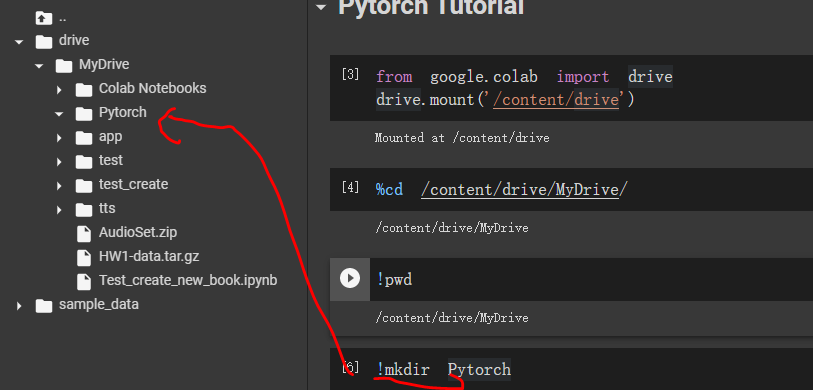 ..
drive
MyDrive
Colab Notebooks
Pytorch
app
test
test_create
tts
AudioSet.zip
HW1-data.tar.gz
Test_create_new_book.ipynb
sample_data
Pytorch Tutorial
[3] from google.colab import drive
drive.mount('/content/drive')
Mounted at /content/drive
[4] %cd /content/drive/MyDrive/
/content/drive/MyDrive
!pwd
/content/drive/MyDrive
[6] !mkdir Pytorch